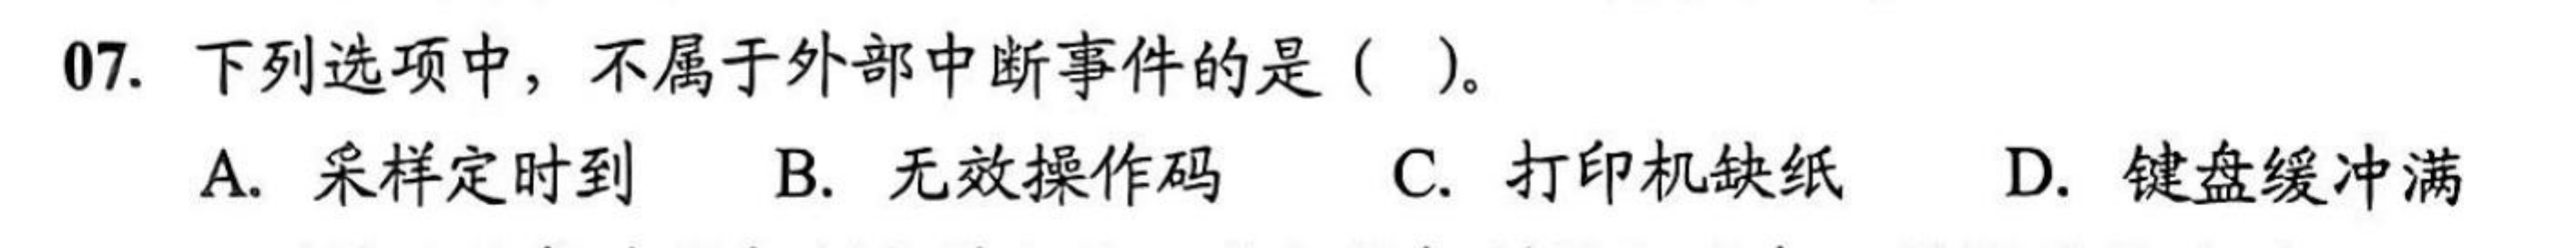 07. 下列选项中，不属于外部中断事件的是（ ）。
A. 采样定时到 B. 无效操作码 C. 打印机缺纸 D. 键盘缓冲满